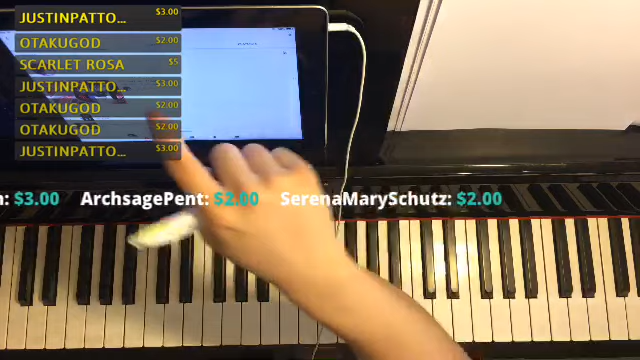 JUSTINPATTO... $3.00
OTAKUGOD $2.00
SCARLET ROSA $5
JUSTINPATTO... $3.00
OTAKUGOD $2.00
OTAKUGOD $2.00
JUSTINPATTO... $3.00
: $3.00 ArchsagePent: $2.00 SerenaMarySchutz: $2.00